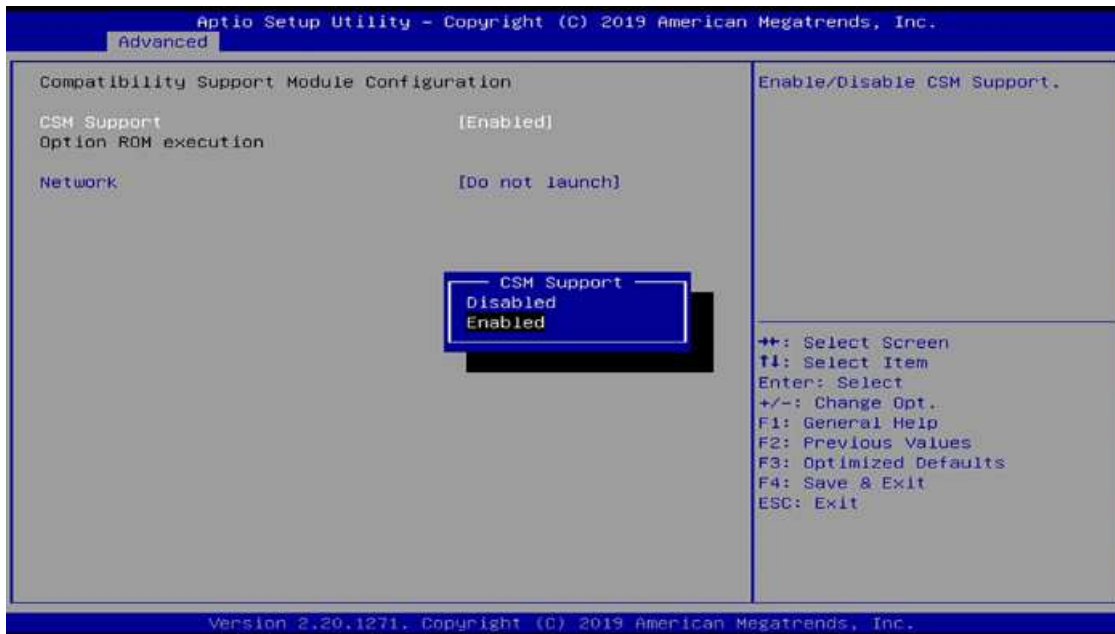 Aptio Setup Utility – Copyright (C) 2019 American Megatrends, Inc.
Advanced
Compatibility Support Module Configuration
CSM Support [Enabled]
Option ROM execution
Network [Do not launch]
CSM Support
Disabled
Enabled
Enable/Disable CSM Support.
→←: Select Screen
↑↓: Select Item
Enter: Select
+/-: Change Opt.
F1: General Help
F2: Previous Values
F3: Optimized Defaults
F4: Save & Exit
ESC: Exit
Version 2.20.1271. Copyright (C) 2019 American Megatrends, Inc.